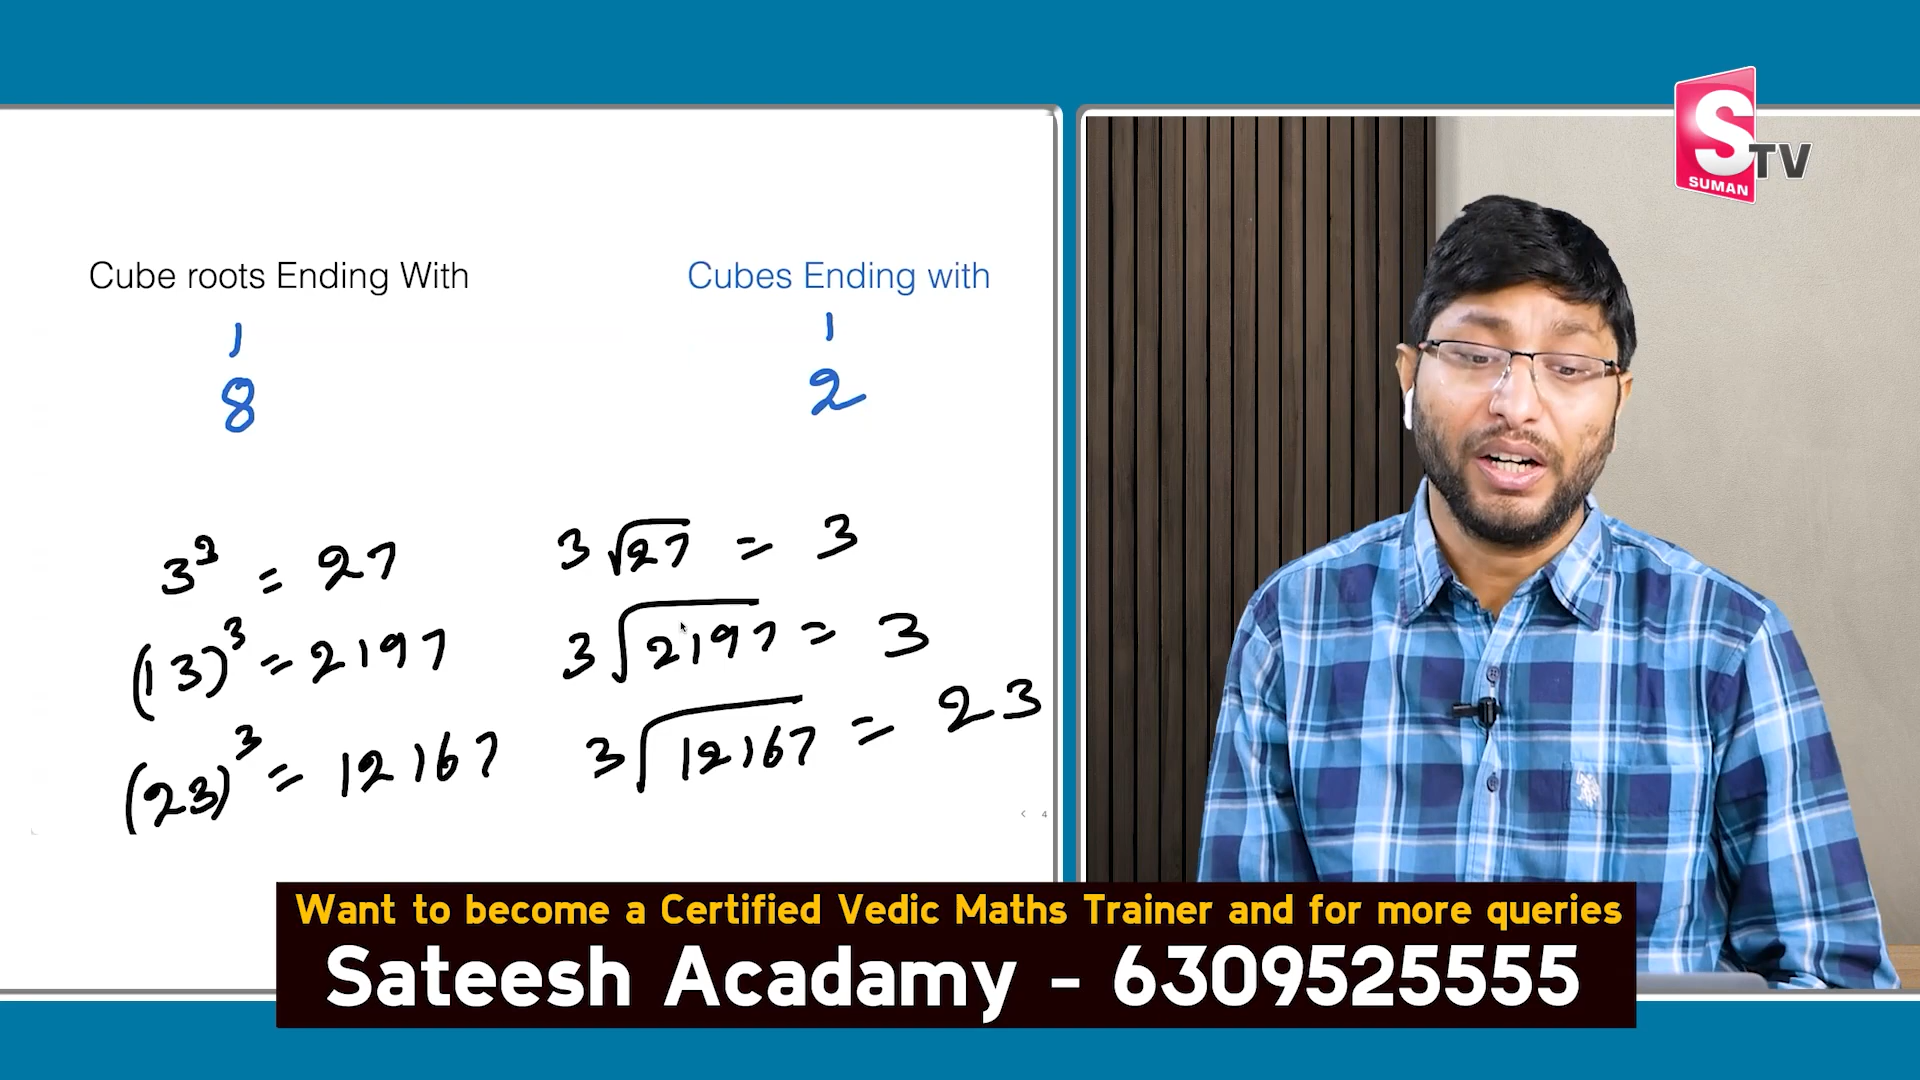 S TV
SUMAN
Cube roots Ending With
Cubes Ending with
1
1
8
2
3³ = 27
3√27 = 3
(13)³ = 2197
3√2197 = 3
(23)³ = 12167
3√12167 = 23
< 4
Want to become a Certified Vedic Maths Trainer and for more queries
Sateesh Acadamy - 6309525555